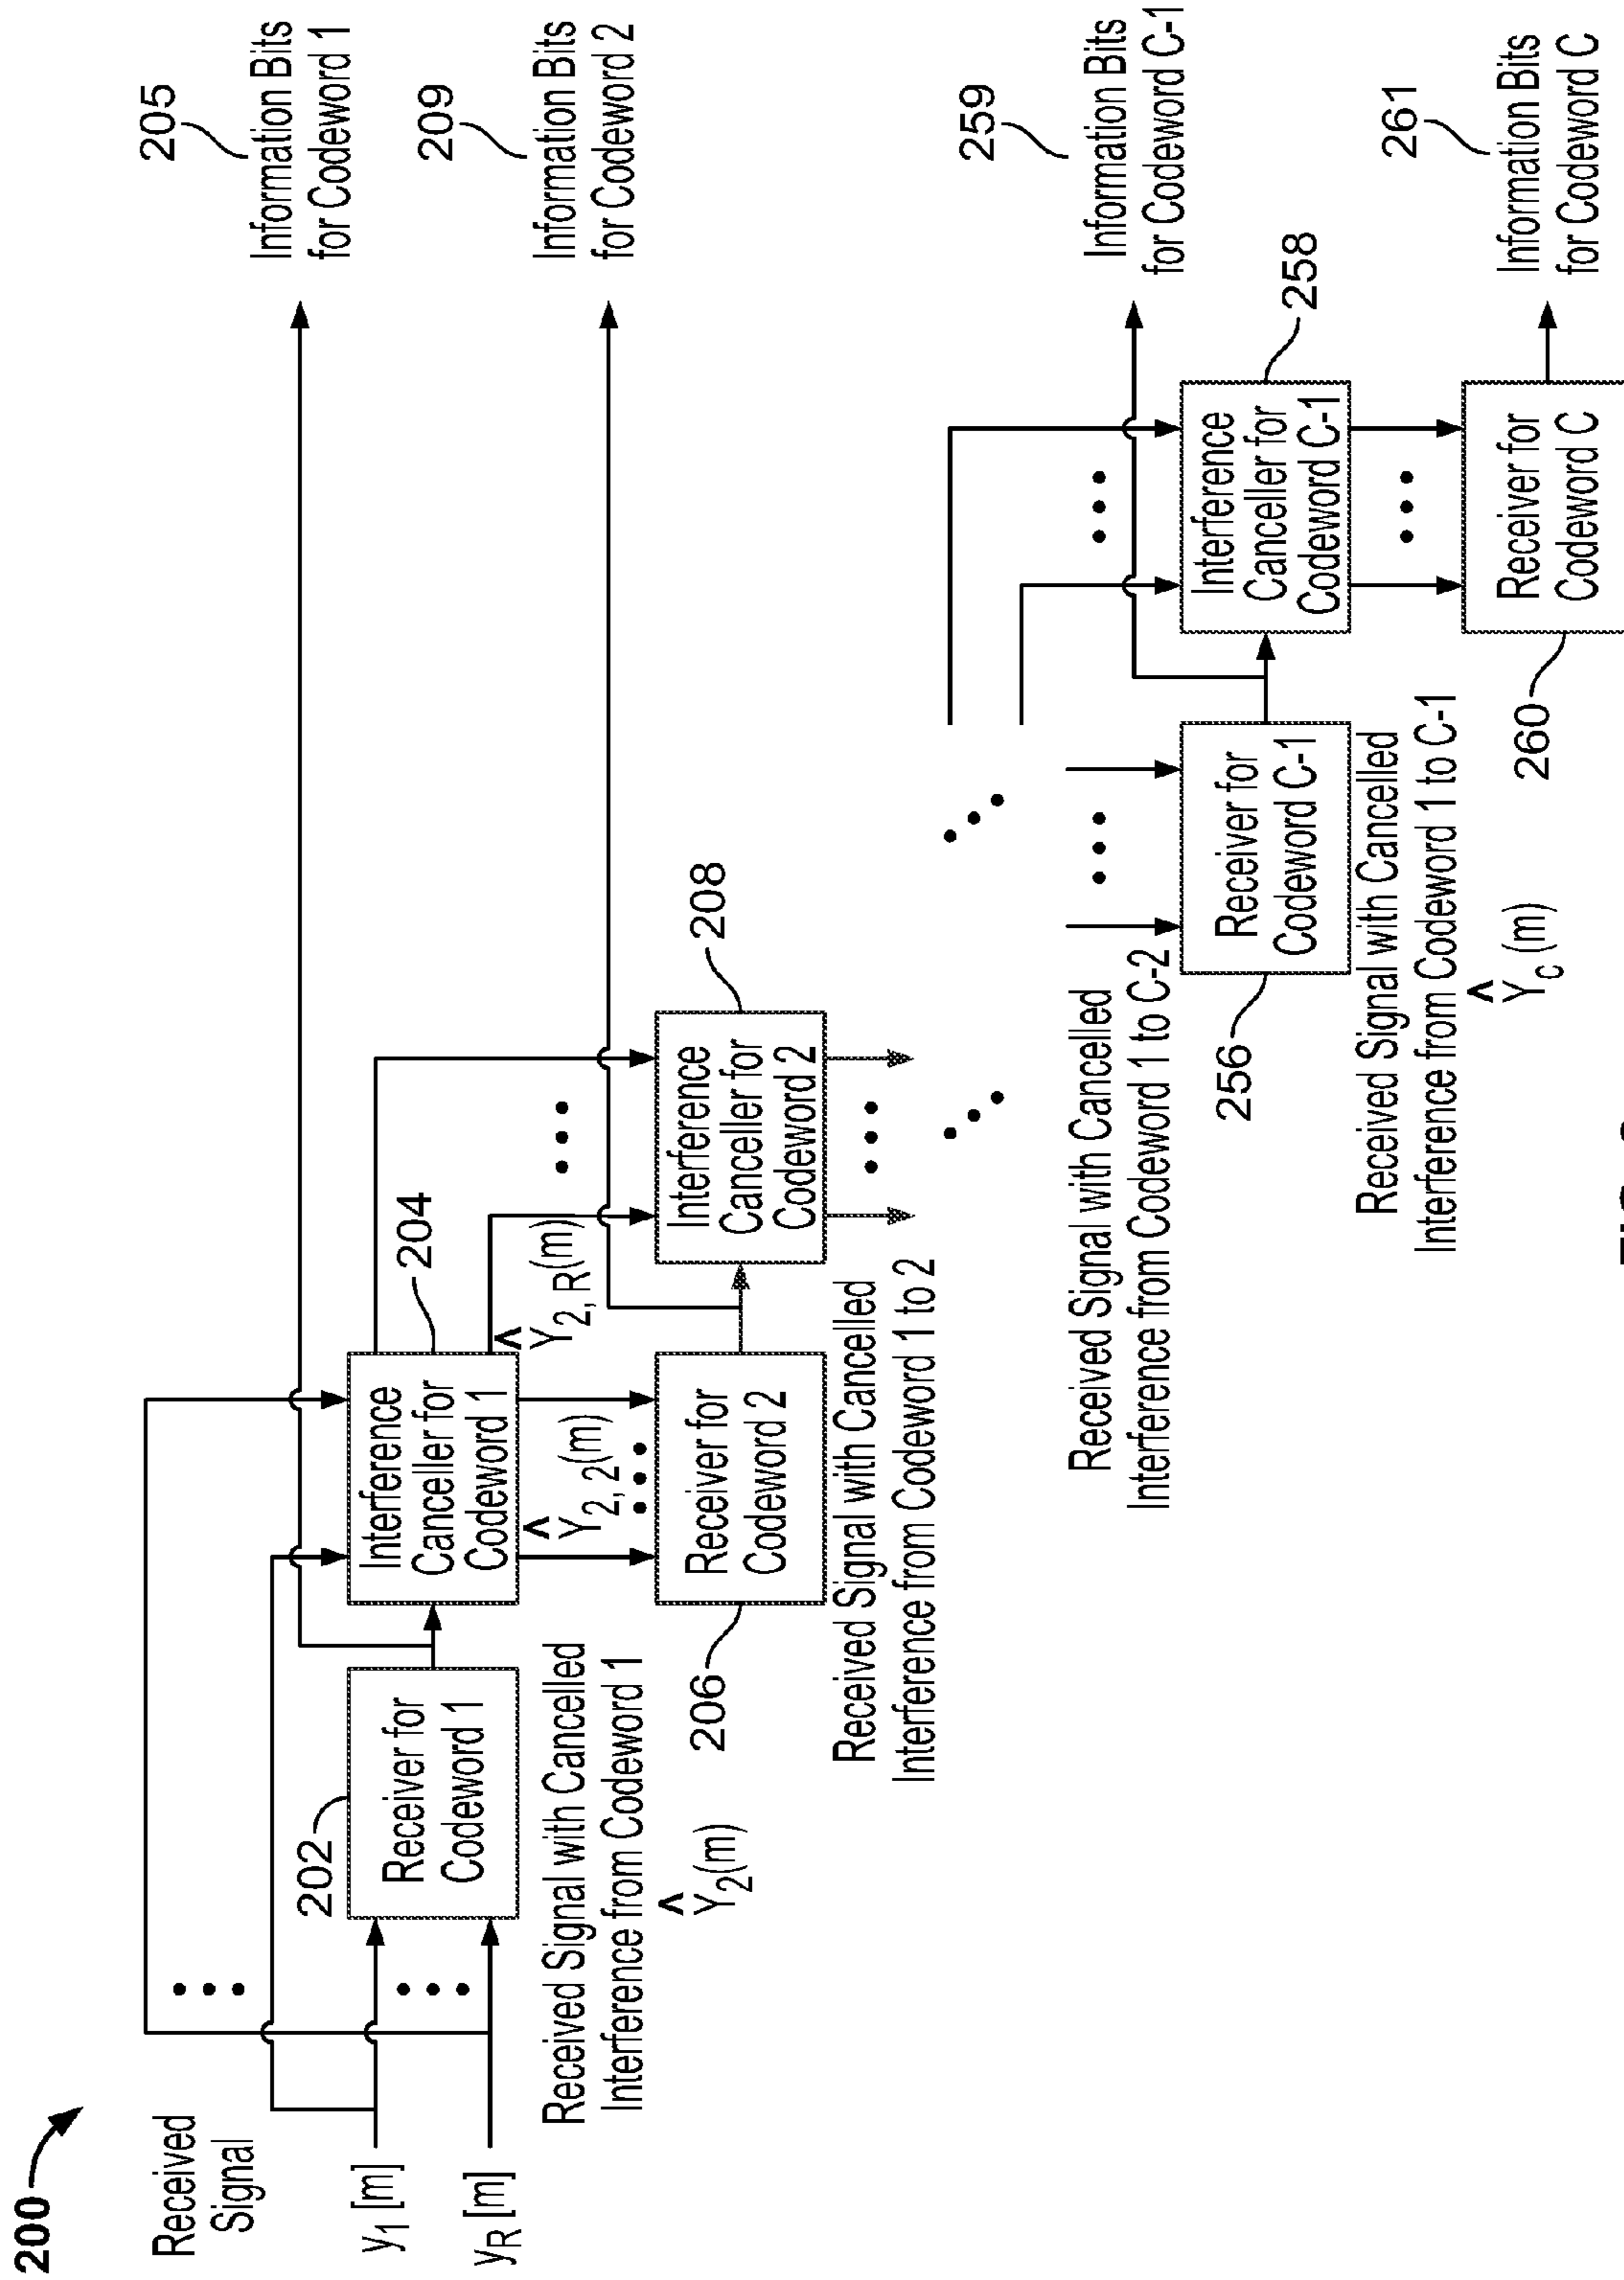 200
Received
Signal
y1 [m]
yR [m]
202
Receiver for
Codeword 1
204
Interference
Canceller for
Codeword 1
205
Information Bits
for Codeword 1
Received Signal with Cancelled
Interference from Codeword 1
Ŷ2(m)
Ŷ2, 2(m)
Ŷ2, R(m)
206
Receiver for
Codeword 2
208
Interference
Canceller for
Codeword 2
209
Information Bits
for Codeword 2
Received Signal with Cancelled
Interference from Codeword 1 to 2
Received Signal with Cancelled
Interference from Codeword 1 to C-2
256
Receiver for
Codeword C-1
258
Interference
Canceller for
Codeword C-1
259
Information Bits
for Codeword C-1
Received Signal with Cancelled
Interference from Codeword 1 to C-1
Ŷc (m)
260
Receiver for
Codeword C
261
Information Bits
for Codeword C